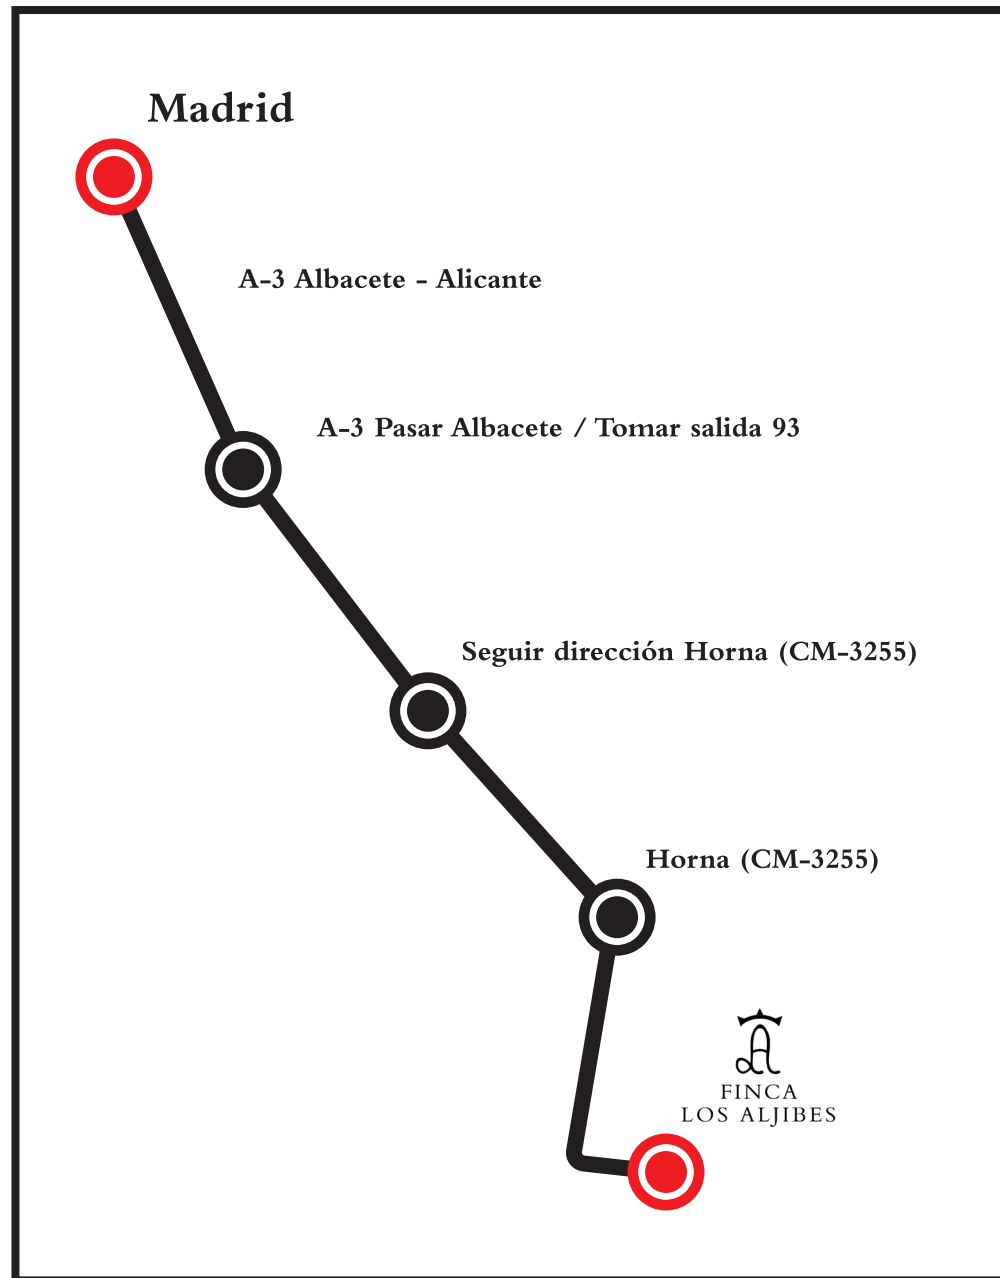 Madrid
A-3 Albacete - Alicante
A-3 Pasar Albacete / Tomar salida 93
Seguir dirección Horna (CM-3255)
Horna (CM-3255)
FINCA
LOS ALJIBES